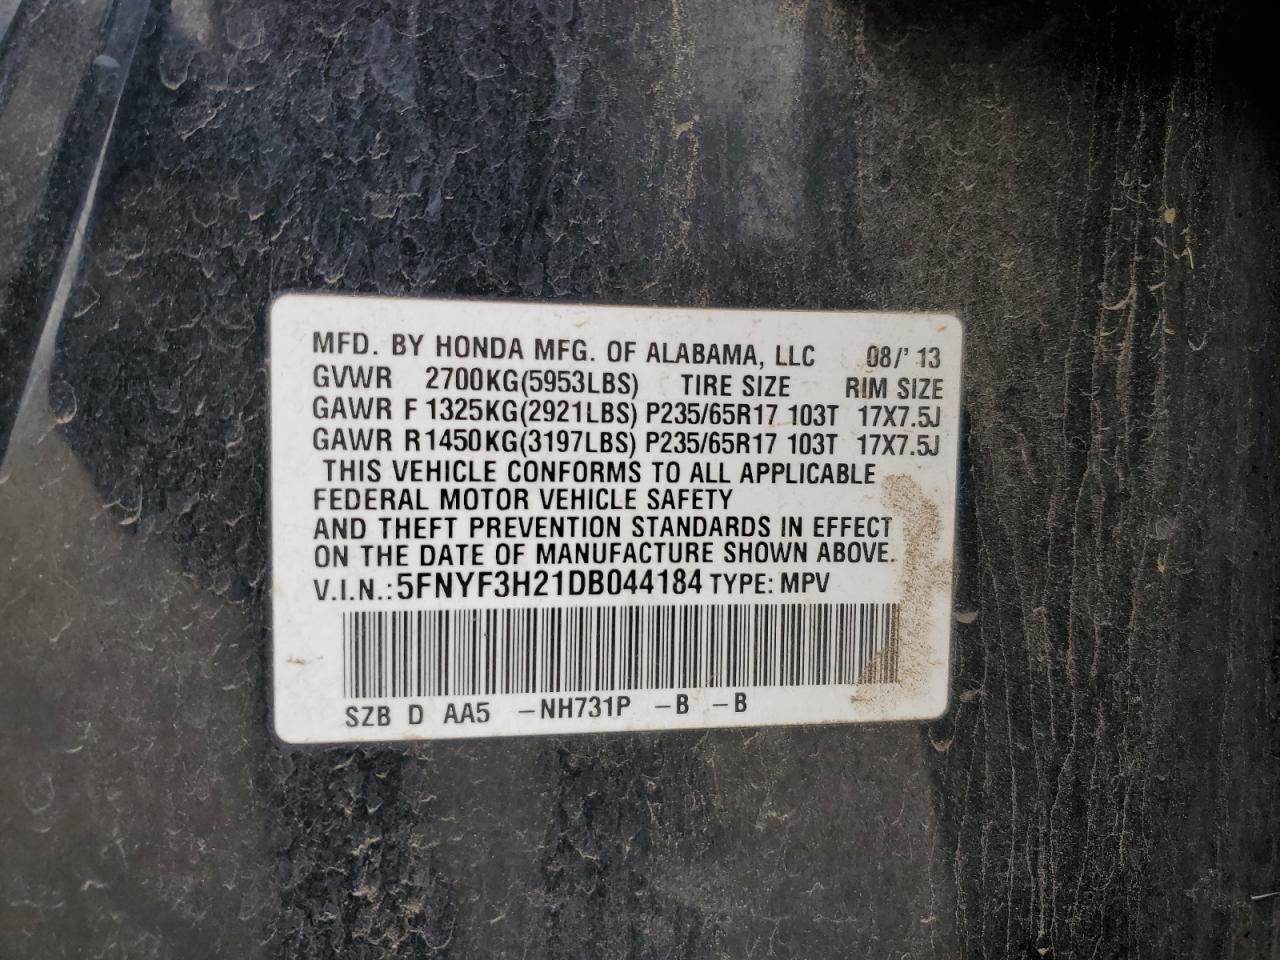 MFD. BY HONDA MFG. OF ALABAMA, LLC 08/' 13
GVWR 2700KG(5953LBS) TIRE SIZE RIM SIZE
GAWR F 1325KG(2921LBS) P235/65R17 103T 17X7.5J
GAWR R1450KG(3197LBS) P235/65R17 103T 17X7.5J
THIS VEHICLE CONFORMS TO ALL APPLICABLE
FEDERAL MOTOR VEHICLE SAFETY
AND THEFT PREVENTION STANDARDS IN EFFECT
ON THE DATE OF MANUFACTURE SHOWN ABOVE.
V.I.N.:5FNYF3H21DB044184 TYPE: MPV
SZB D AA5 -NH731P -B -B